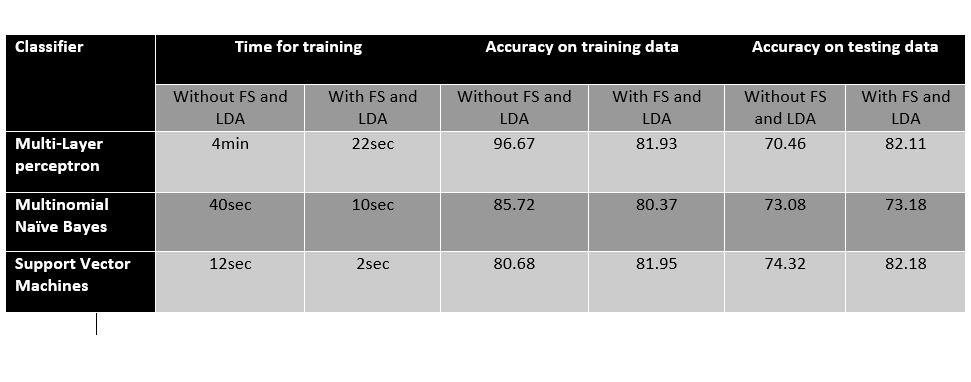 Classifier Time for training Accuracy on training data Accuracy on testing data
Without FS and With FS and Without FS and With FS and Without FS With FS and
LDA LDA LDA LDA and LDA LDA
Multi-Layer 4min 22sec 96.67 81.93 70.46 82.11
perceptron
Multinomial 40sec 10sec 85.72 80.37 73.08 73.18
Naïve Bayes
Support Vector 12sec 2sec 80.68 81.95 74.32 82.18
Machines